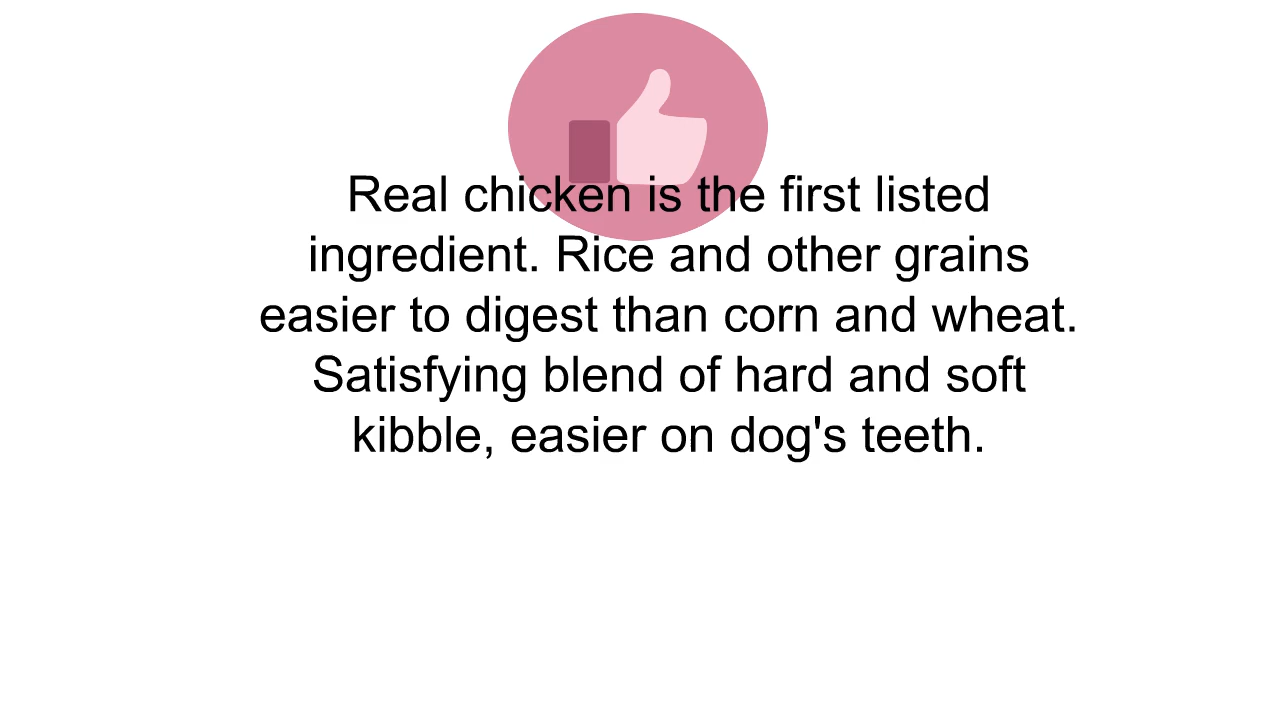 Real chicken is the first listed
ingredient. Rice and other grains
easier to digest than corn and wheat.
Satisfying blend of hard and soft
kibble, easier on dog's teeth.